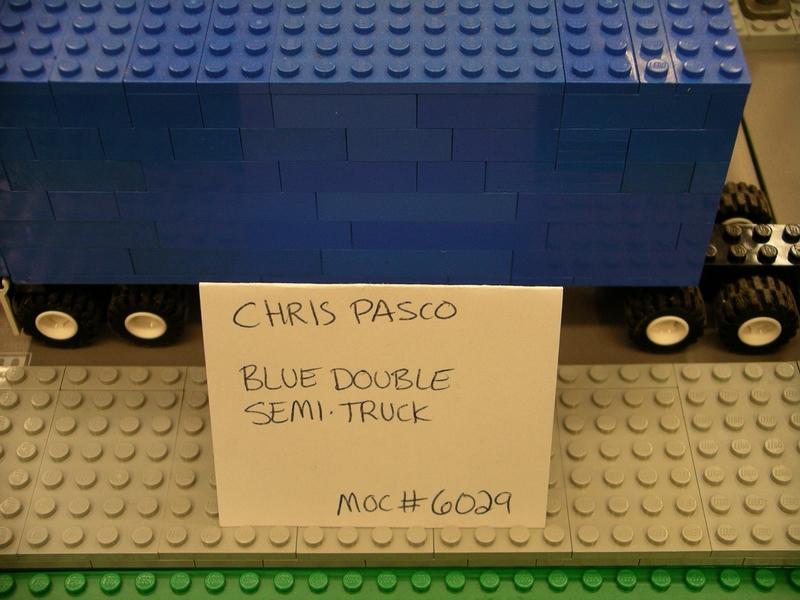 CHRIS PASCO
BLUE DOUBLE
SEMI·TRUCK
MOC#6029